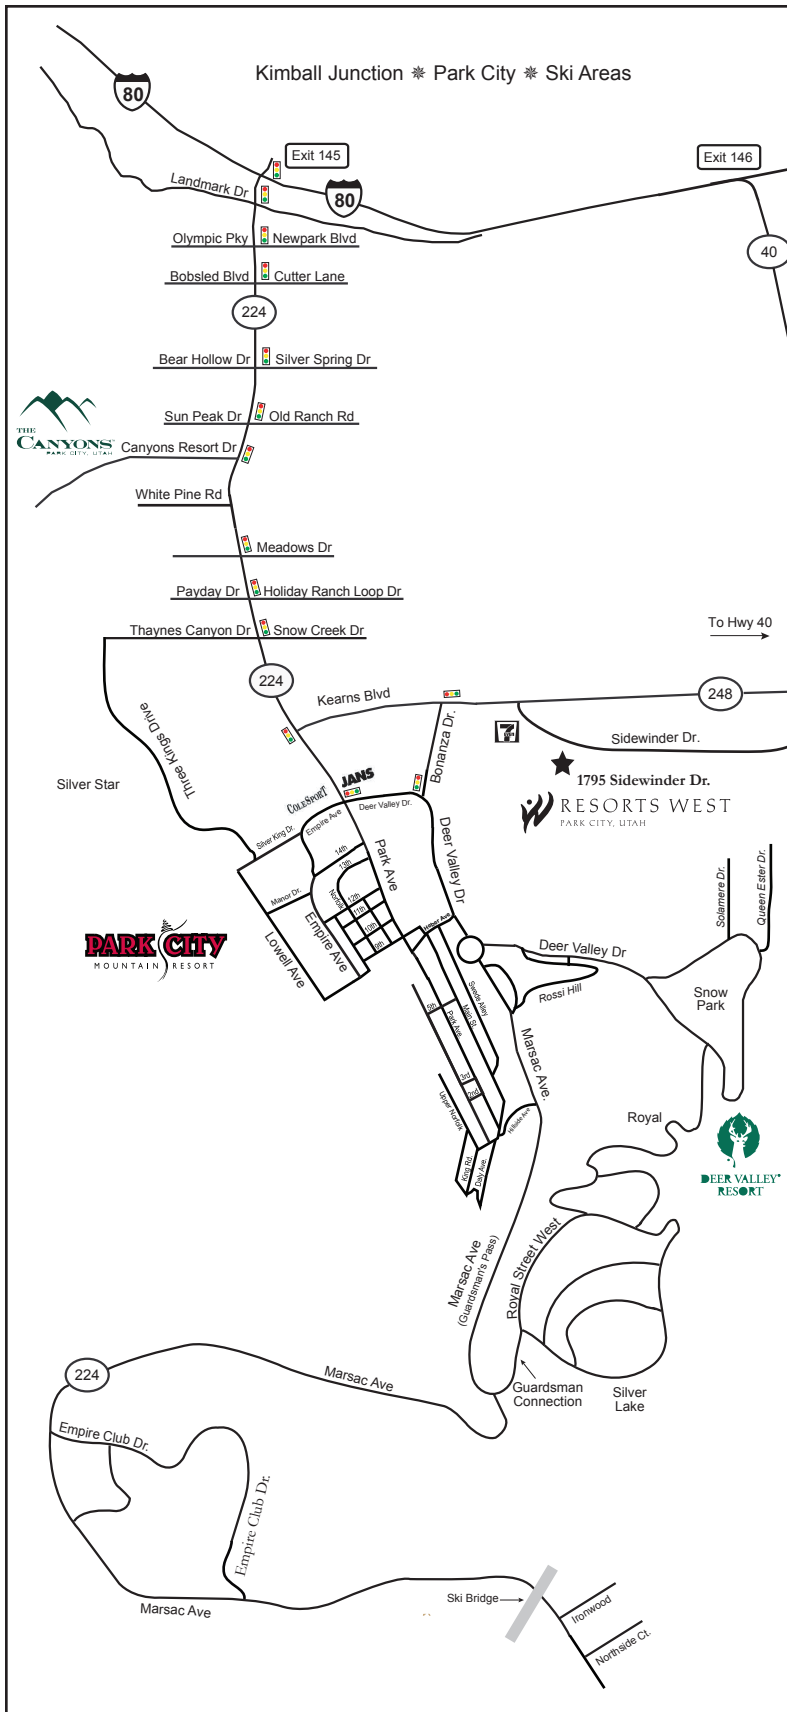 Kimball Junction ✵ Park City ✵ Ski Areas
80
Exit 145
Exit 146
Landmark Dr
80
Olympic Pky
Newpark Blvd
40
Bobsled Blvd
Cutter Lane
224
Bear Hollow Dr
Silver Spring Dr
THE
CANYONS
PARK CITY, UTAH
Sun Peak Dr
Old Ranch Rd
Canyons Resort Dr
White Pine Rd
Meadows Dr
Payday Dr
Holiday Ranch Loop Dr
Thaynes Canyon Dr
Snow Creek Dr
To Hwy 40
224
Kearns Blvd
248
Three Kings Drive
Bonanza Dr.
7
Sidewinder Dr.
Silver Star
1795 Sidewinder Dr.
COLE SPORT
JANS
RESORTS WEST
PARK CITY, UTAH
Silver King Dr.
Empire Ave
Deer Valley Dr.
14th
13th
Park Ave
Deer Valley Dr
Manor Dr.
Norfolk
12th
11th
10th
9th
Empire Ave
Lowell Ave
Heber Ave
Solamere Dr.
Queen Ester Dr.
PARK CITY
MOUNTAIN RESORT
Deer Valley Dr
Rossi Hill
Snow
Park
5th
Park Ave
Main St.
Swede Alley
Marsac Ave.
3rd
2nd
Upper Norfolk
Hillside Ave
King Rd.
Daly Ave.
Royal
DEER VALLEY
RESORT
Marsac Ave
(Guardsman's Pass)
Royal Street West
Guardsman
Connection
Silver
Lake
224
Marsac Ave
Empire Club Dr.
Empire Club Dr.
Marsac Ave
Ski Bridge
Ironwood
Northside Ct.